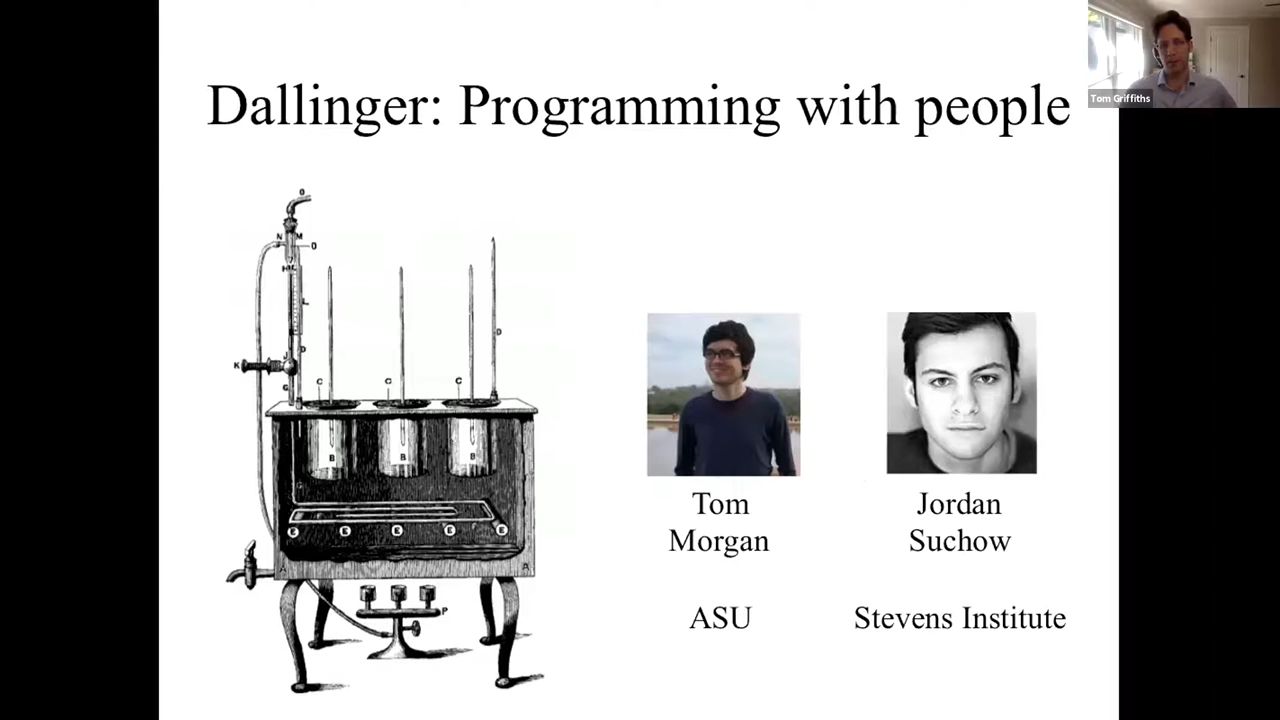 Dallinger: Programming with people
Tom Griffiths
O
N
M
O
L
K
D
D
G
C
C
C
B
B
B
E
E
E
E
E
P
Tom
Morgan
Jordan
Suchow
ASU
Stevens Institute